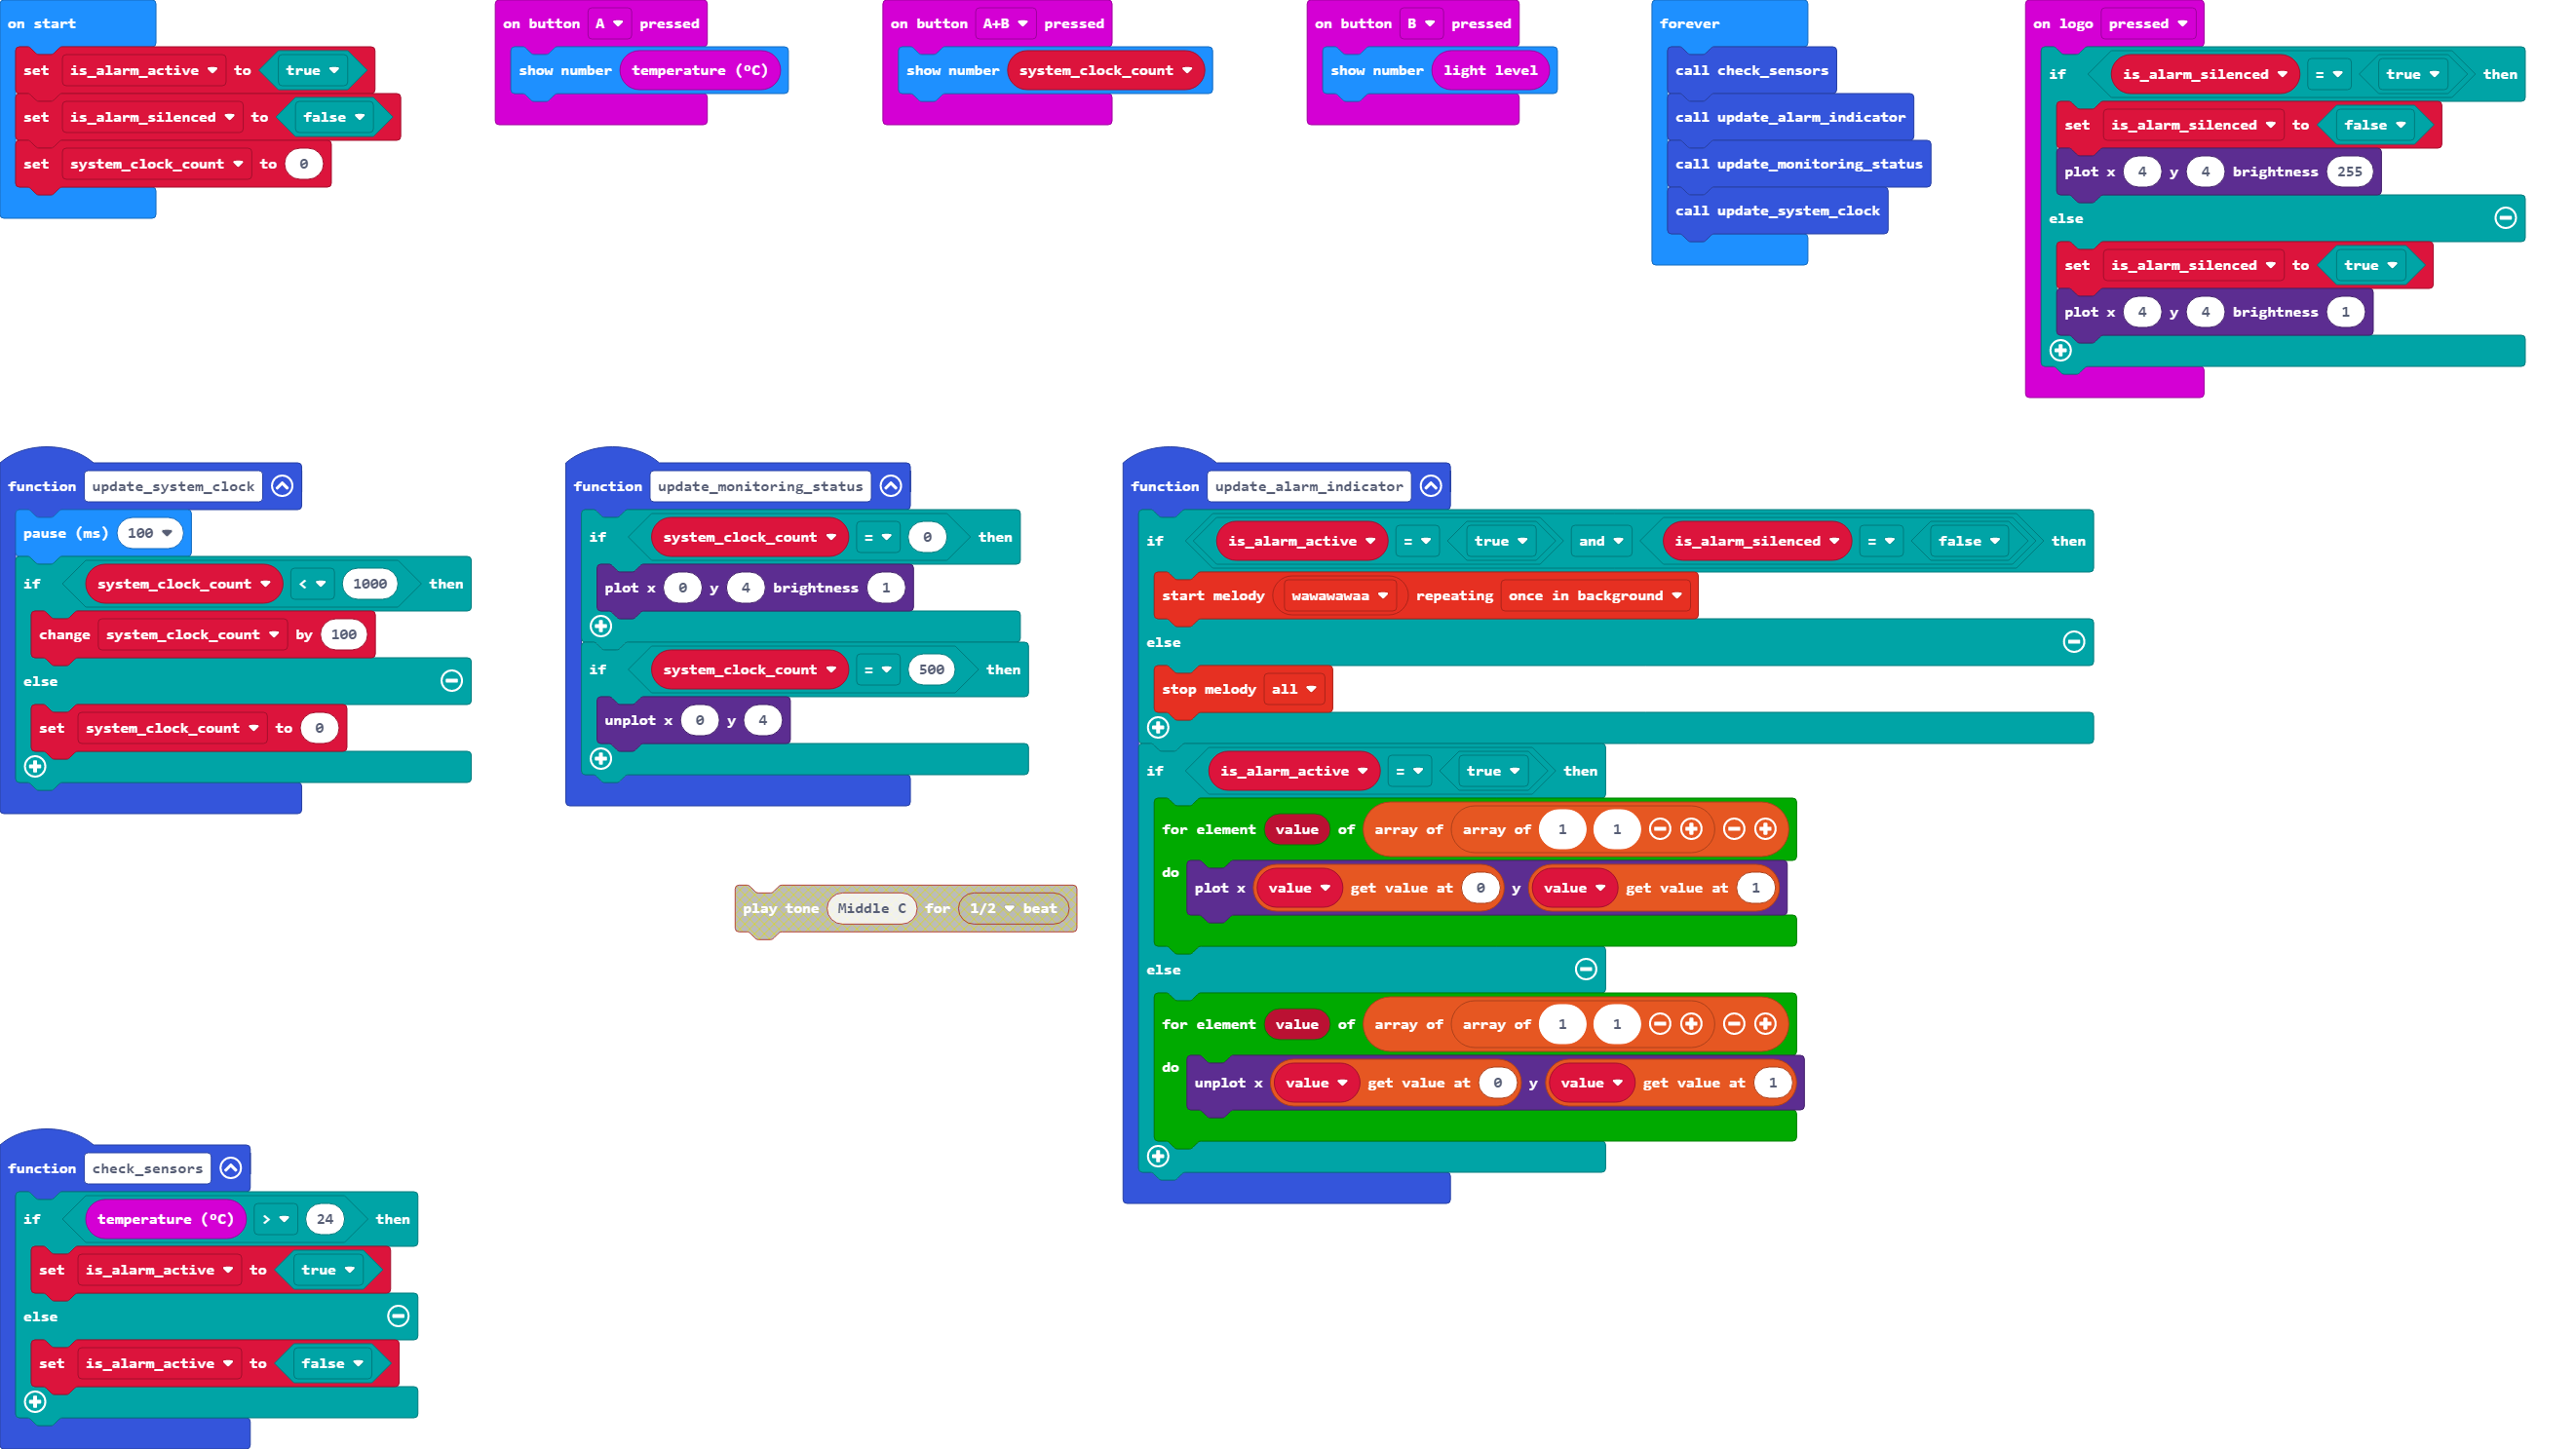 on start
set is_alarm_active to true
set is_alarm_silenced to false
set system_clock_count to 0
on button A pressed
show number temperature (°C)
on button A+B pressed
show number system_clock_count
on button B pressed
show number light level
forever
call check_sensors
call update_alarm_indicator
call update_monitoring_status
call update_system_clock
on logo pressed
if is_alarm_silenced = true then
set is_alarm_silenced to false
plot x 4 y 4 brightness 255
else
set is_alarm_silenced to true
plot x 4 y 4 brightness 1
function update_system_clock
pause (ms) 100
if system_clock_count < 1000 then
change system_clock_count by 100
else
set system_clock_count to 0
function update_monitoring_status
if system_clock_count = 0 then
plot x 0 y 4 brightness 1
if system_clock_count = 500 then
unplot x 0 y 4
function update_alarm_indicator
if is_alarm_active = true and is_alarm_silenced = false then
start melody wawawawaa repeating once in background
else
stop melody all
if is_alarm_active = true then
for element value of array of array of 1 1
do plot x value get value at 0 y value get value at 1
else
for element value of array of array of 1 1
do unplot x value get value at 0 y value get value at 1
play tone Middle C for 1/2 beat
function check_sensors
if temperature (°C) > 24 then
set is_alarm_active to true
else
set is_alarm_active to false